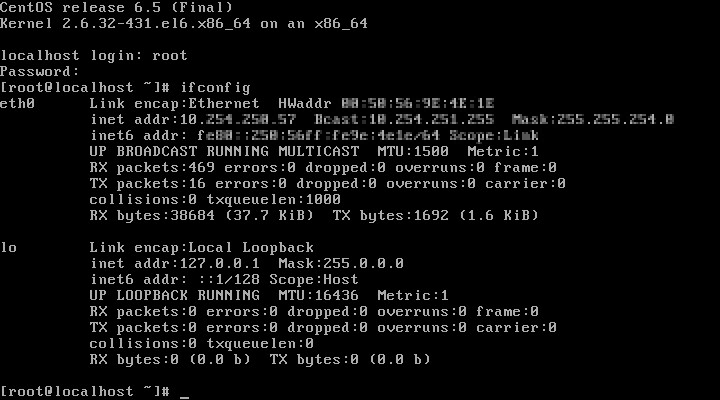 CentOS release 6.5 (Final)
Kernel 2.6.32-431.el6.x86_64 on an x86_64
localhost login: root
Password:
[root@localhost ~]# ifconfig
eth0 Link encap:Ethernet HWaddr 00:50:56:9E:4E:1E
inet addr:10.254.250.57 Bcast:10.254.251.255 Mask:255.255.254.0
inet6 addr: fe80::250:56ff:fe9e:4e1e/64 Scope:Link
UP BROADCAST RUNNING MULTICAST MTU:1500 Metric:1
RX packets:469 errors:0 dropped:0 overruns:0 frame:0
TX packets:16 errors:0 dropped:0 overruns:0 carrier:0
collisions:0 txqueuelen:1000
RX bytes:38684 (37.7 KiB) TX bytes:1692 (1.6 KiB)
lo Link encap:Local Loopback
inet addr:127.0.0.1 Mask:255.0.0.0
inet6 addr: ::1/128 Scope:Host
UP LOOPBACK RUNNING MTU:16436 Metric:1
RX packets:0 errors:0 dropped:0 overruns:0 frame:0
TX packets:0 errors:0 dropped:0 overruns:0 carrier:0
collisions:0 txqueuelen:0
RX bytes:0 (0.0 b) TX bytes:0 (0.0 b)
[root@localhost ~]# _